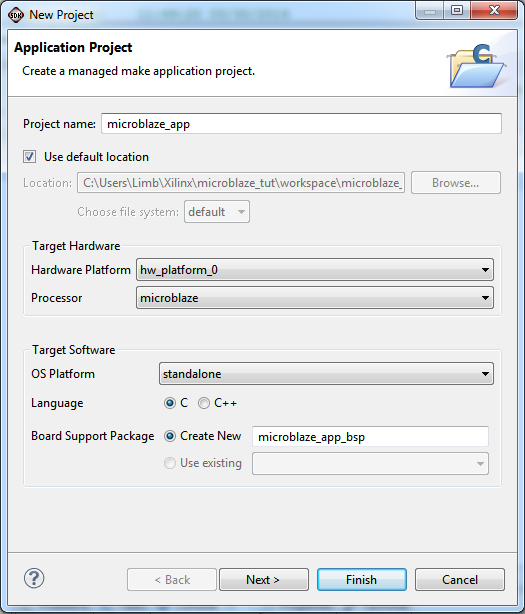 SDK New Project
Application Project
Create a managed make application project.
C
Project name: microblaze_app
Use default location
Location: C:\Users\Limb\Xilinx\microblaze_tut\workspace\microblaze_ Browse...
Choose file system: default
Target Hardware
Hardware Platform hw_platform_0
Processor microblaze
Target Software
OS Platform standalone
Language C C++
Board Support Package Create New microblaze_app_bsp
Use existing
? < Back Next > Finish Cancel